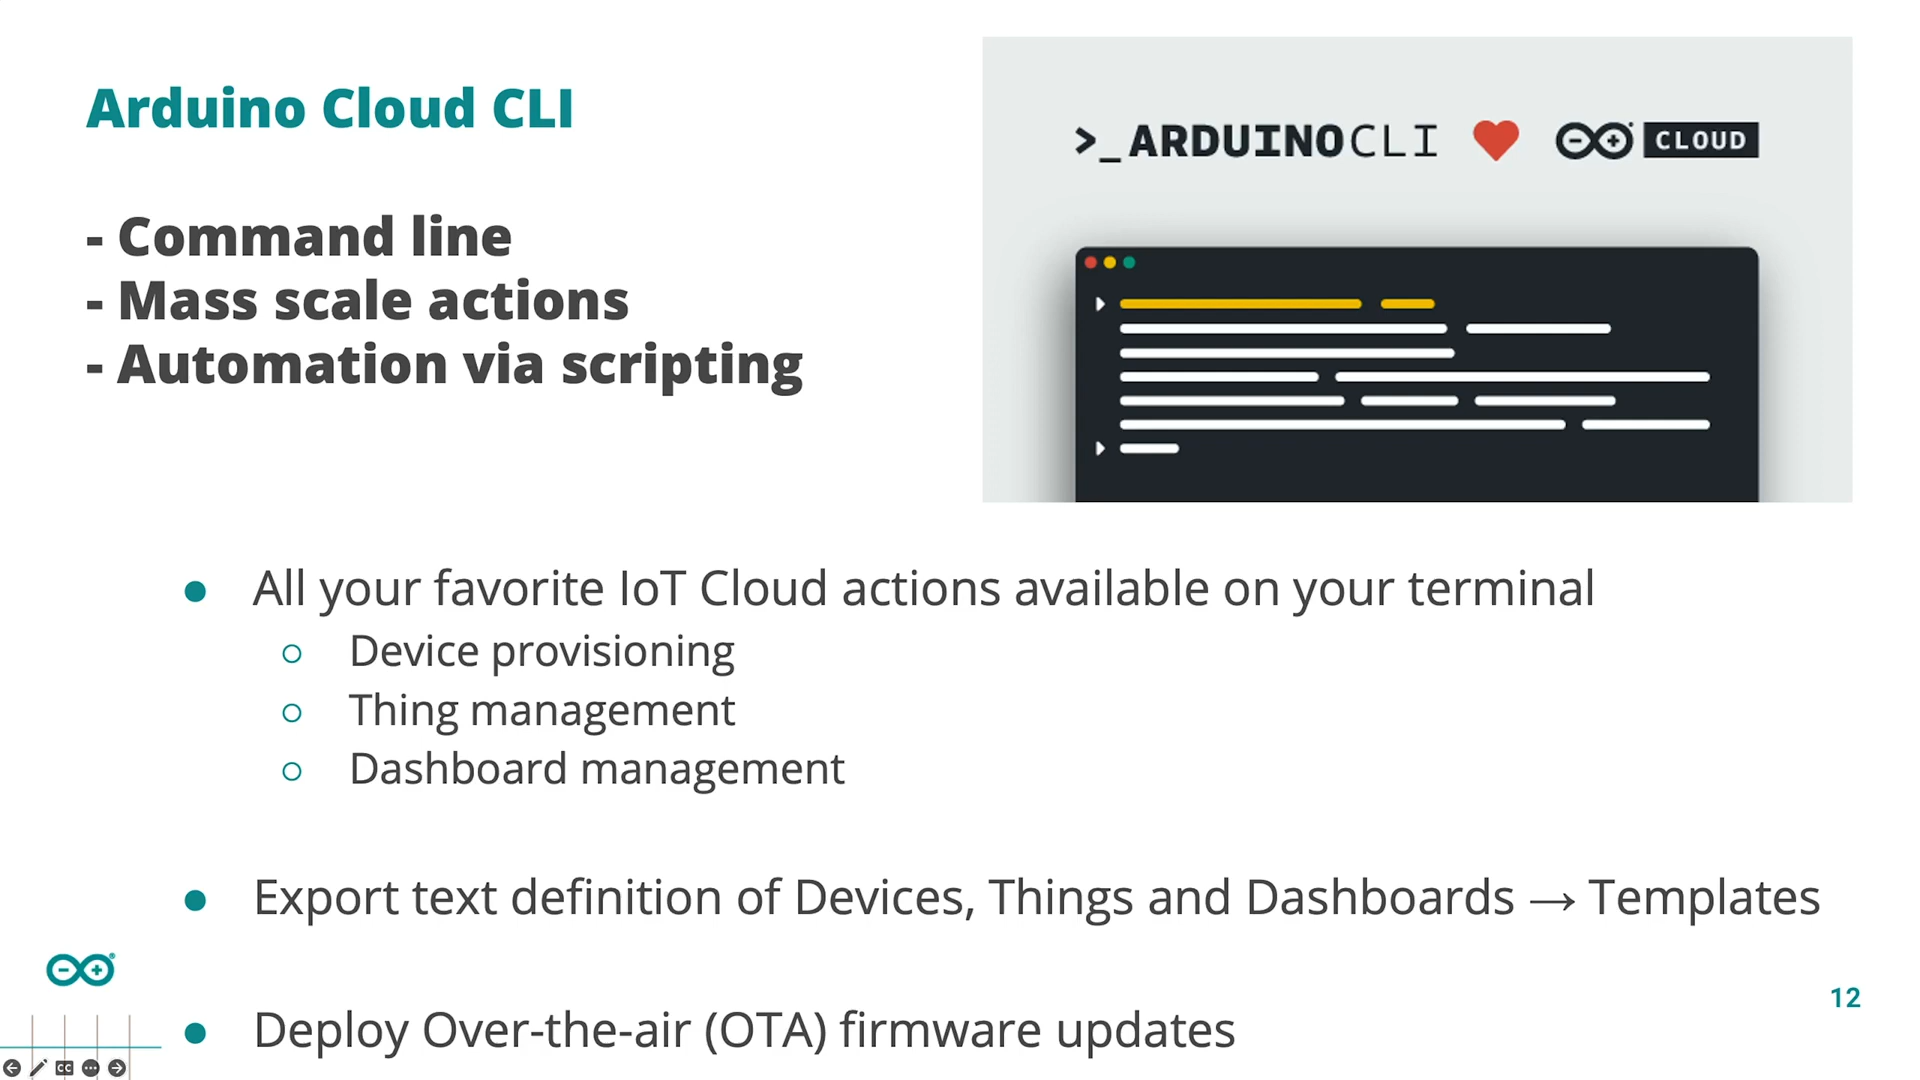 Arduino Cloud CLI
- Command line
- Mass scale actions
- Automation via scripting
>_ARDUINOCLI
CLOUD
● All your favorite IoT Cloud actions available on your terminal
○ Device provisioning
○ Thing management
○ Dashboard management
● Export text definition of Devices, Things and Dashboards → Templates
● Deploy Over-the-air (OTA) firmware updates
12
CC